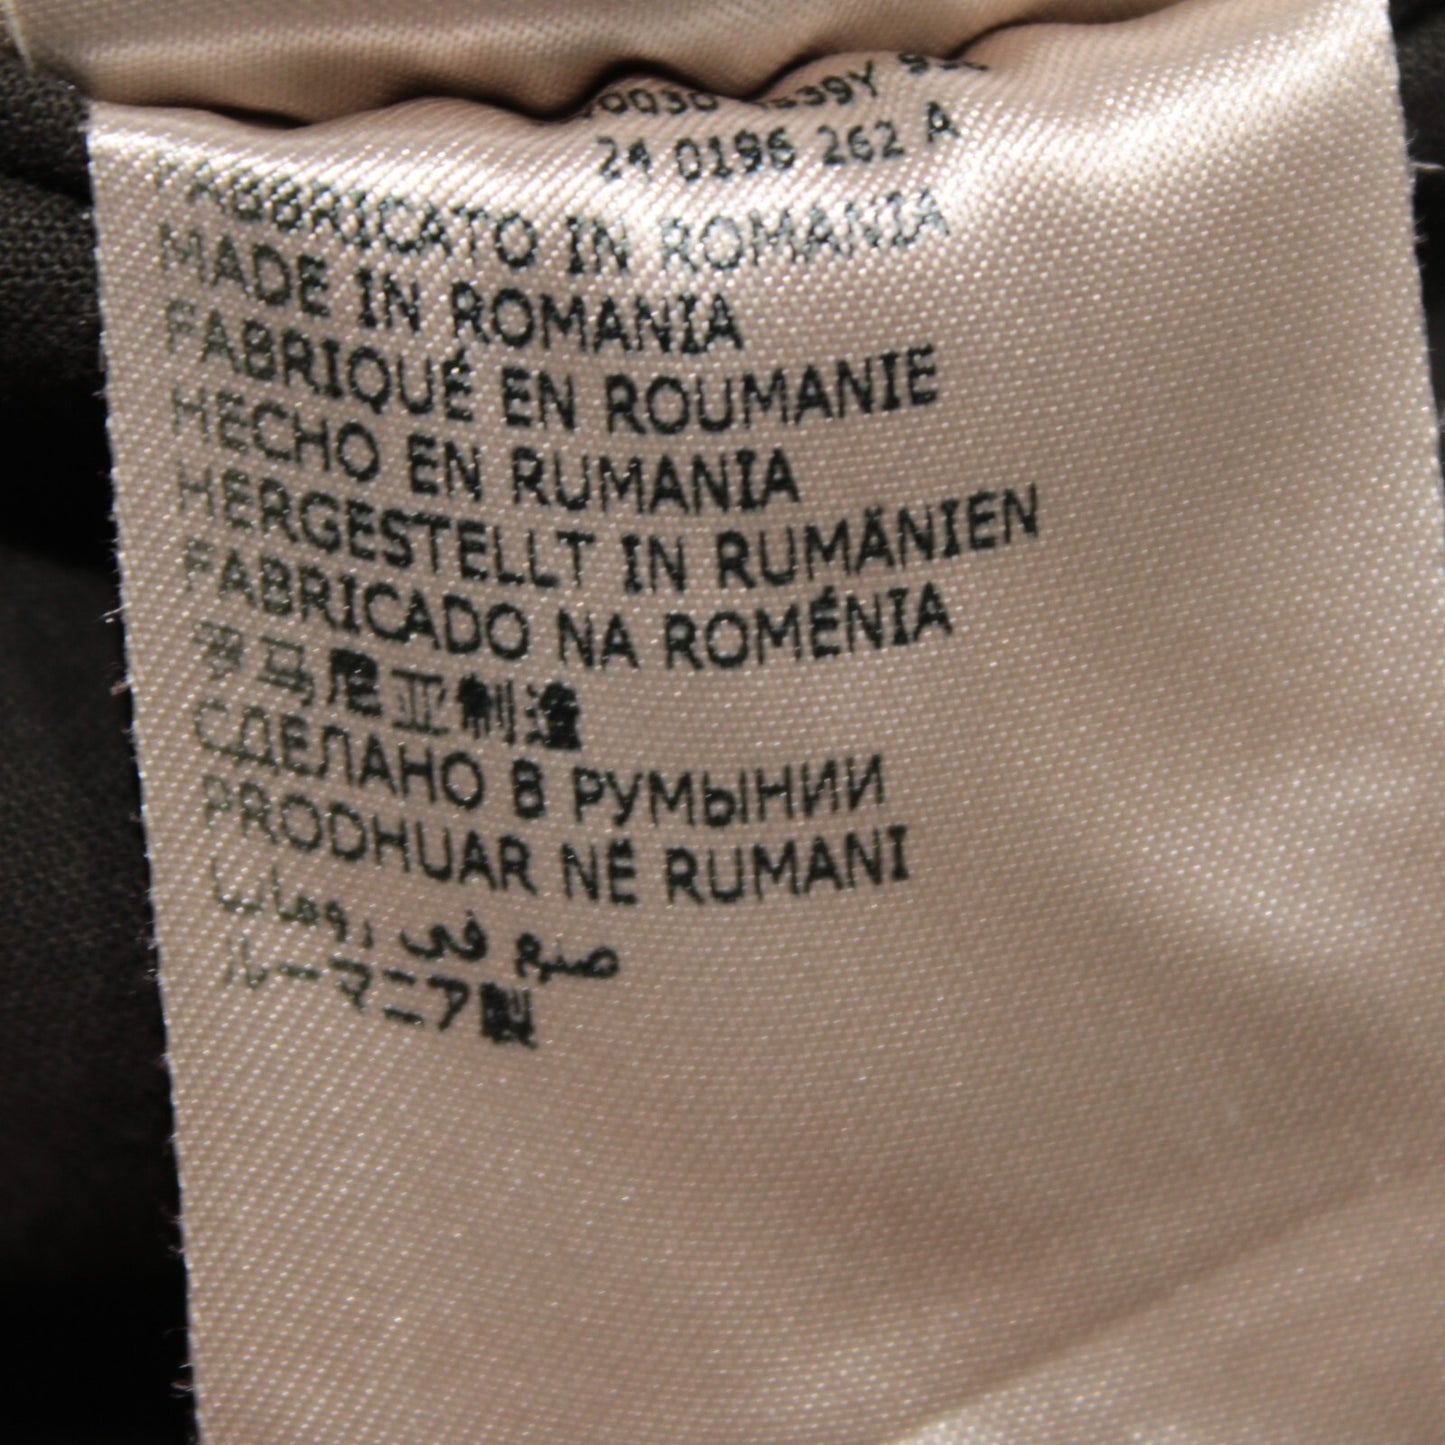 24 0196 262 A
FABBRICATO IN ROMANIA
MADE IN ROMANIA
FABRIQUÉ EN ROUMANIE
HECHO EN RUMANIA
HERGESTELLT IN RUMÄNIEN
FABRICADO NA ROMÉNIA
罗马尼亚制造
СДЕЛАНО В РУМЫНИИ
PRODHUAR NË RUMANI
صنع في رومانيا
ルーマニア製